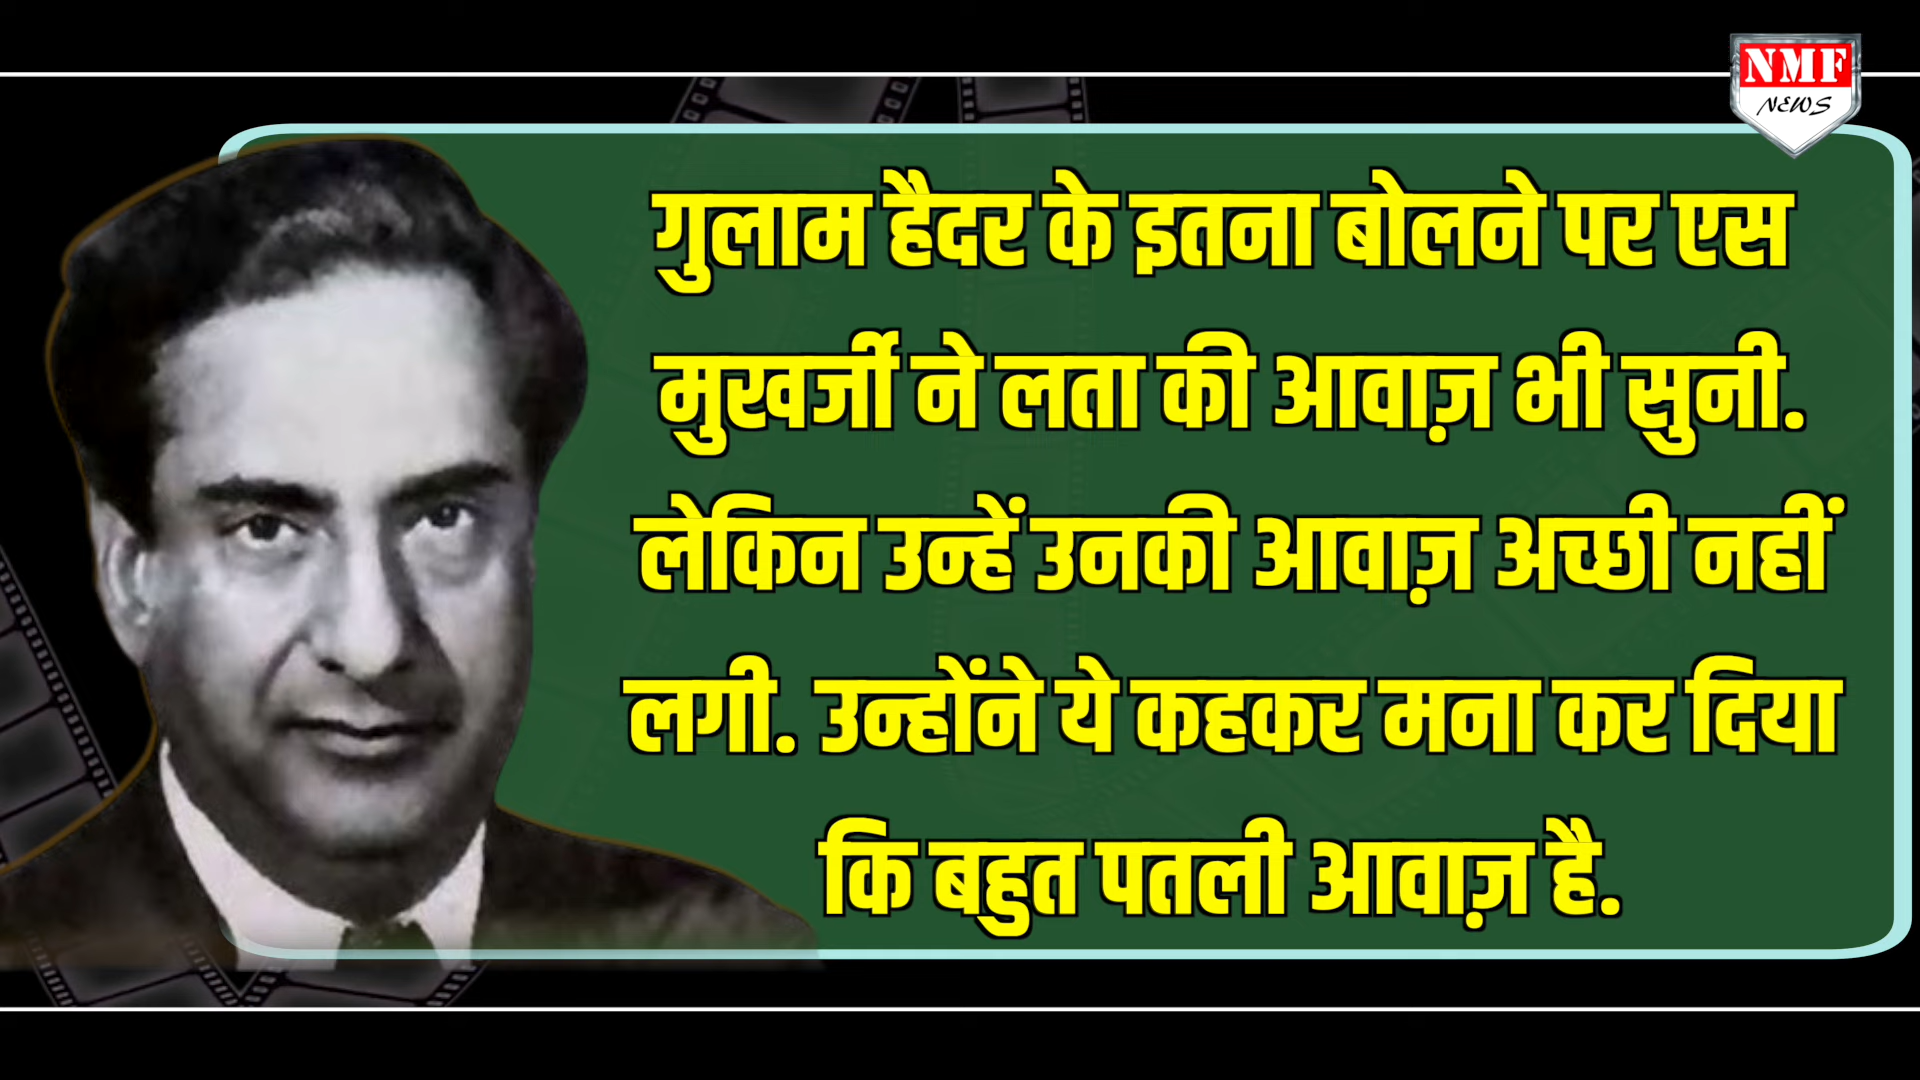 NMF
NEWS
गुलाम हैदर के इतना बोलने पर एस
मुखर्जी ने लता की आवाज़ भी सुनी.
लेकिन उन्हें उनकी आवाज़ अच्छी नहीं
लगी. उन्होंने ये कहकर मना कर दिया
कि बहुत पतली आवाज़ है.